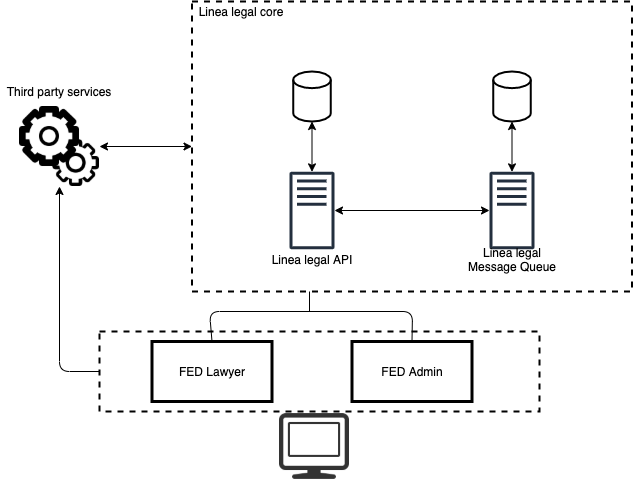 Linea legal core
Third party services
Linea legal API
Linea legal
Message Queue
FED Lawyer
FED Admin